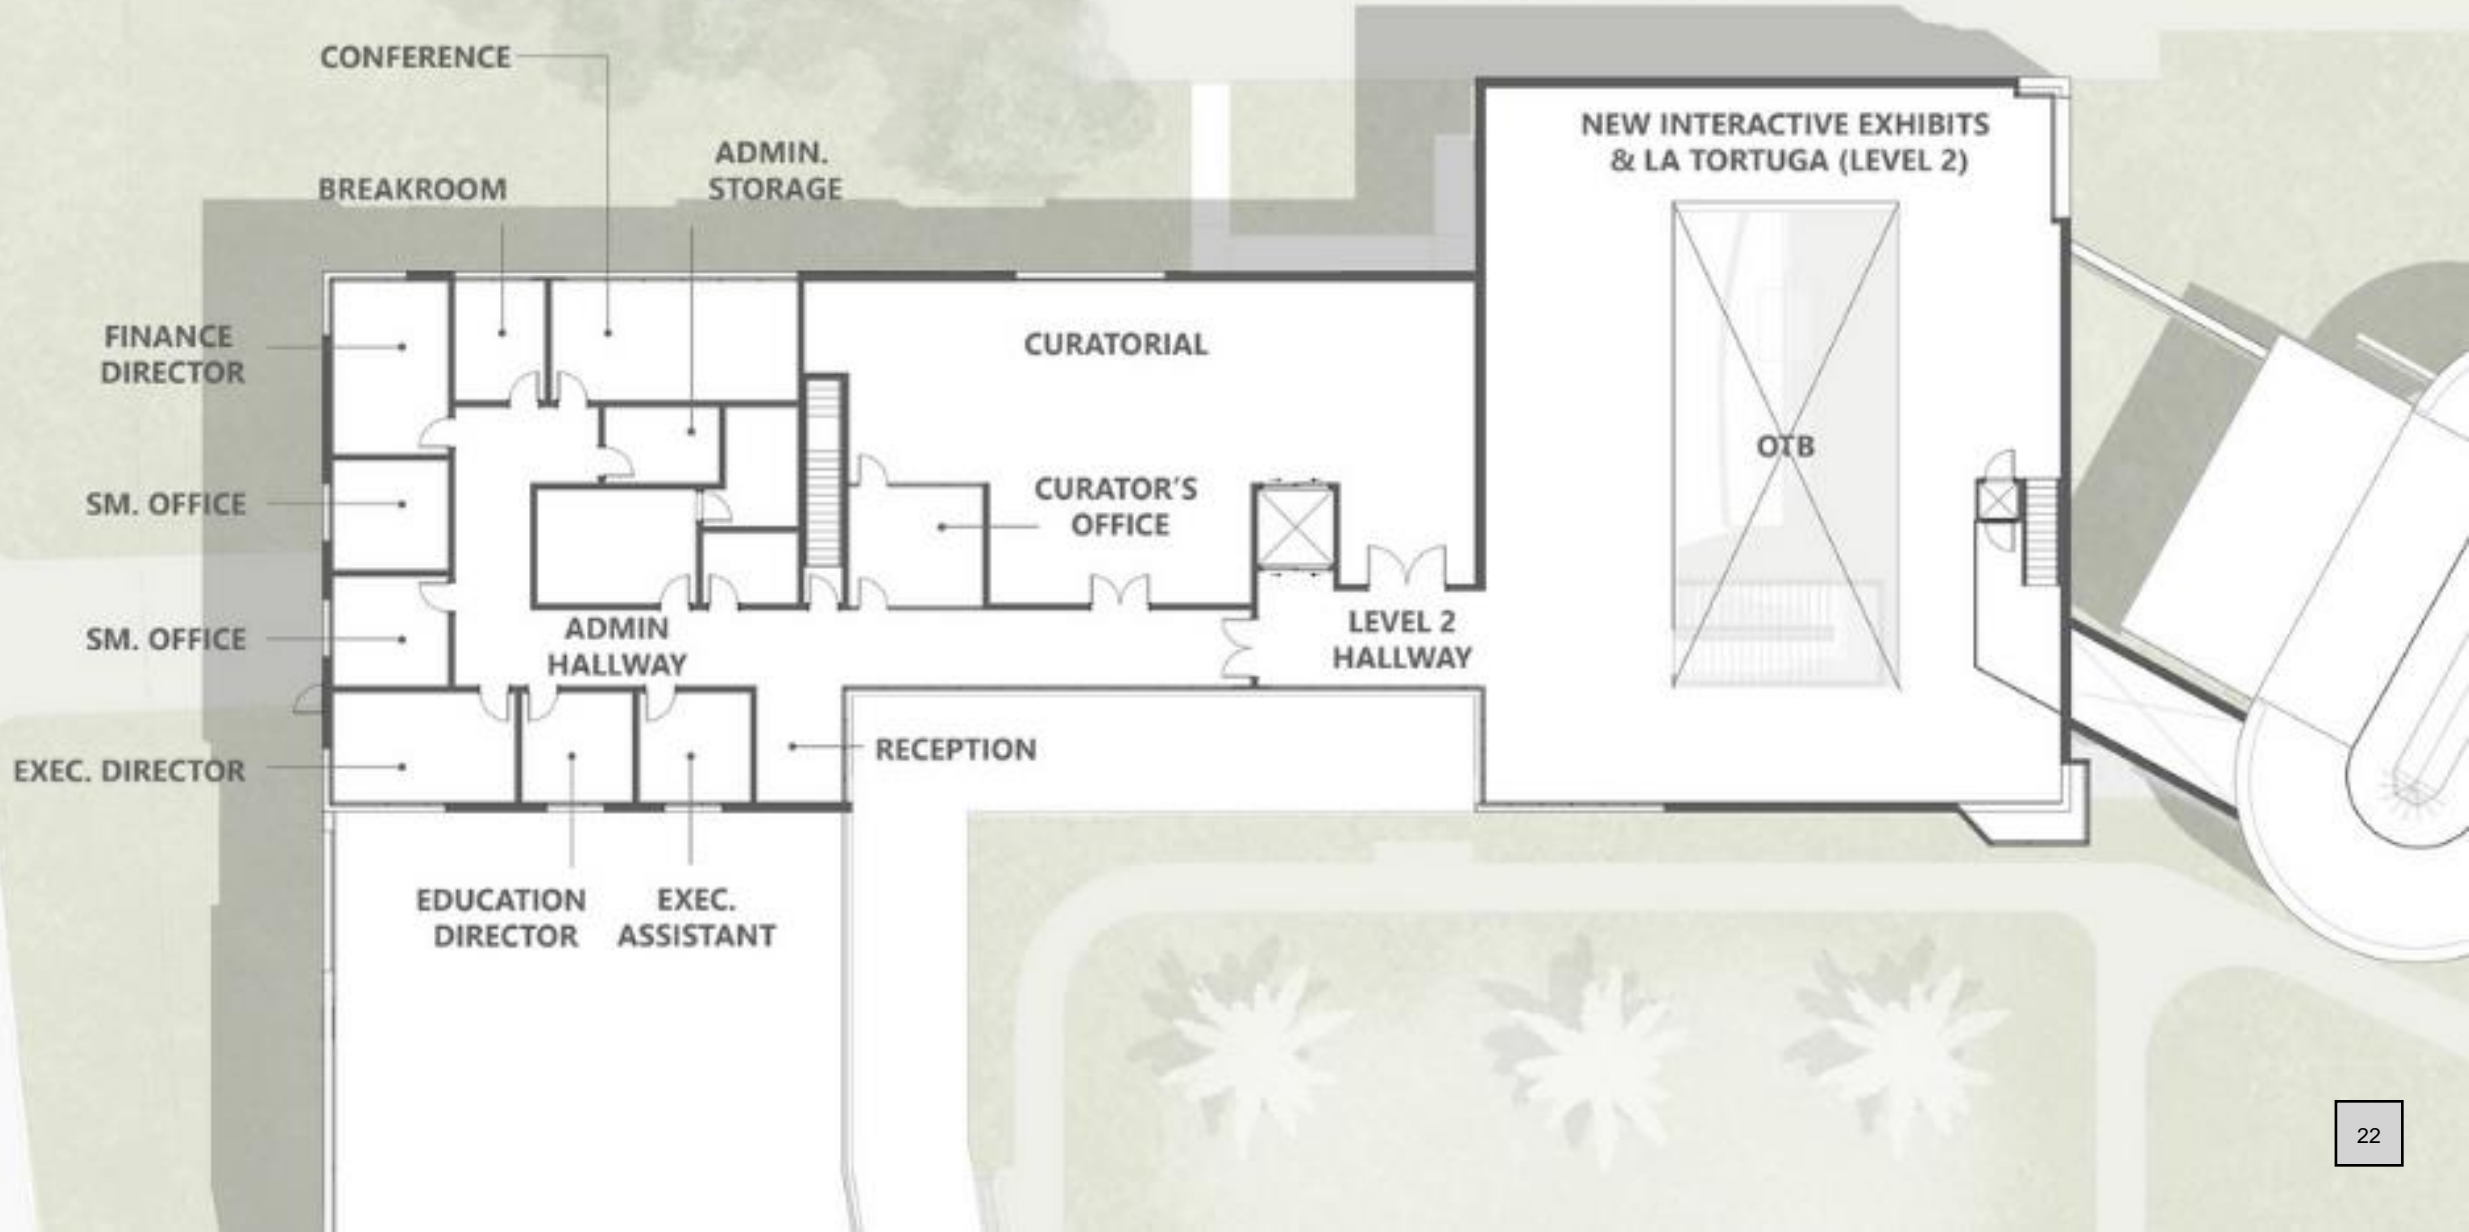 CONFERENCE
ADMIN.
STORAGE
BREAKROOM
NEW INTERACTIVE EXHIBITS
& LA TORTUGA (LEVEL 2)
FINANCE
DIRECTOR
CURATORIAL
OTB
SM. OFFICE
CURATOR'S
OFFICE
SM. OFFICE
ADMIN
HALLWAY
LEVEL 2
HALLWAY
EXEC. DIRECTOR
RECEPTION
EDUCATION
DIRECTOR
EXEC.
ASSISTANT
22